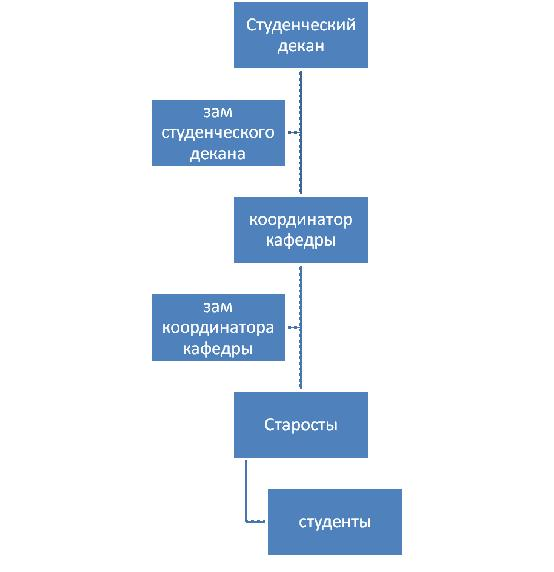 Студенческий
декан
зам
студенческого
декана
координатор
кафедры
зам
координатора
кафедры
Старосты
студенты